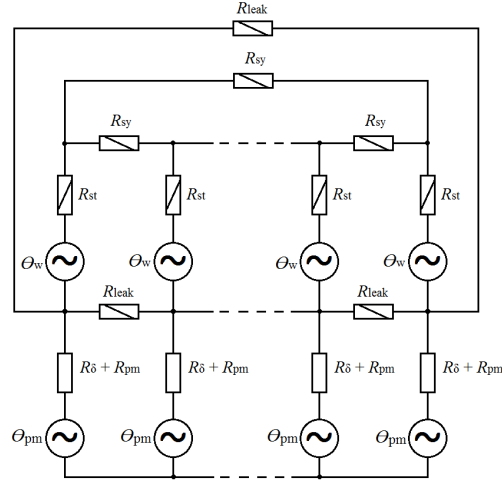 Rleak
Rsy
Rsy Rsy
Rst Rst Rst Rst
Θw Θw Θw Θw
Rleak Rleak
Rδ + Rpm Rδ + Rpm Rδ + Rpm Rδ + Rpm
Θpm Θpm Θpm Θpm